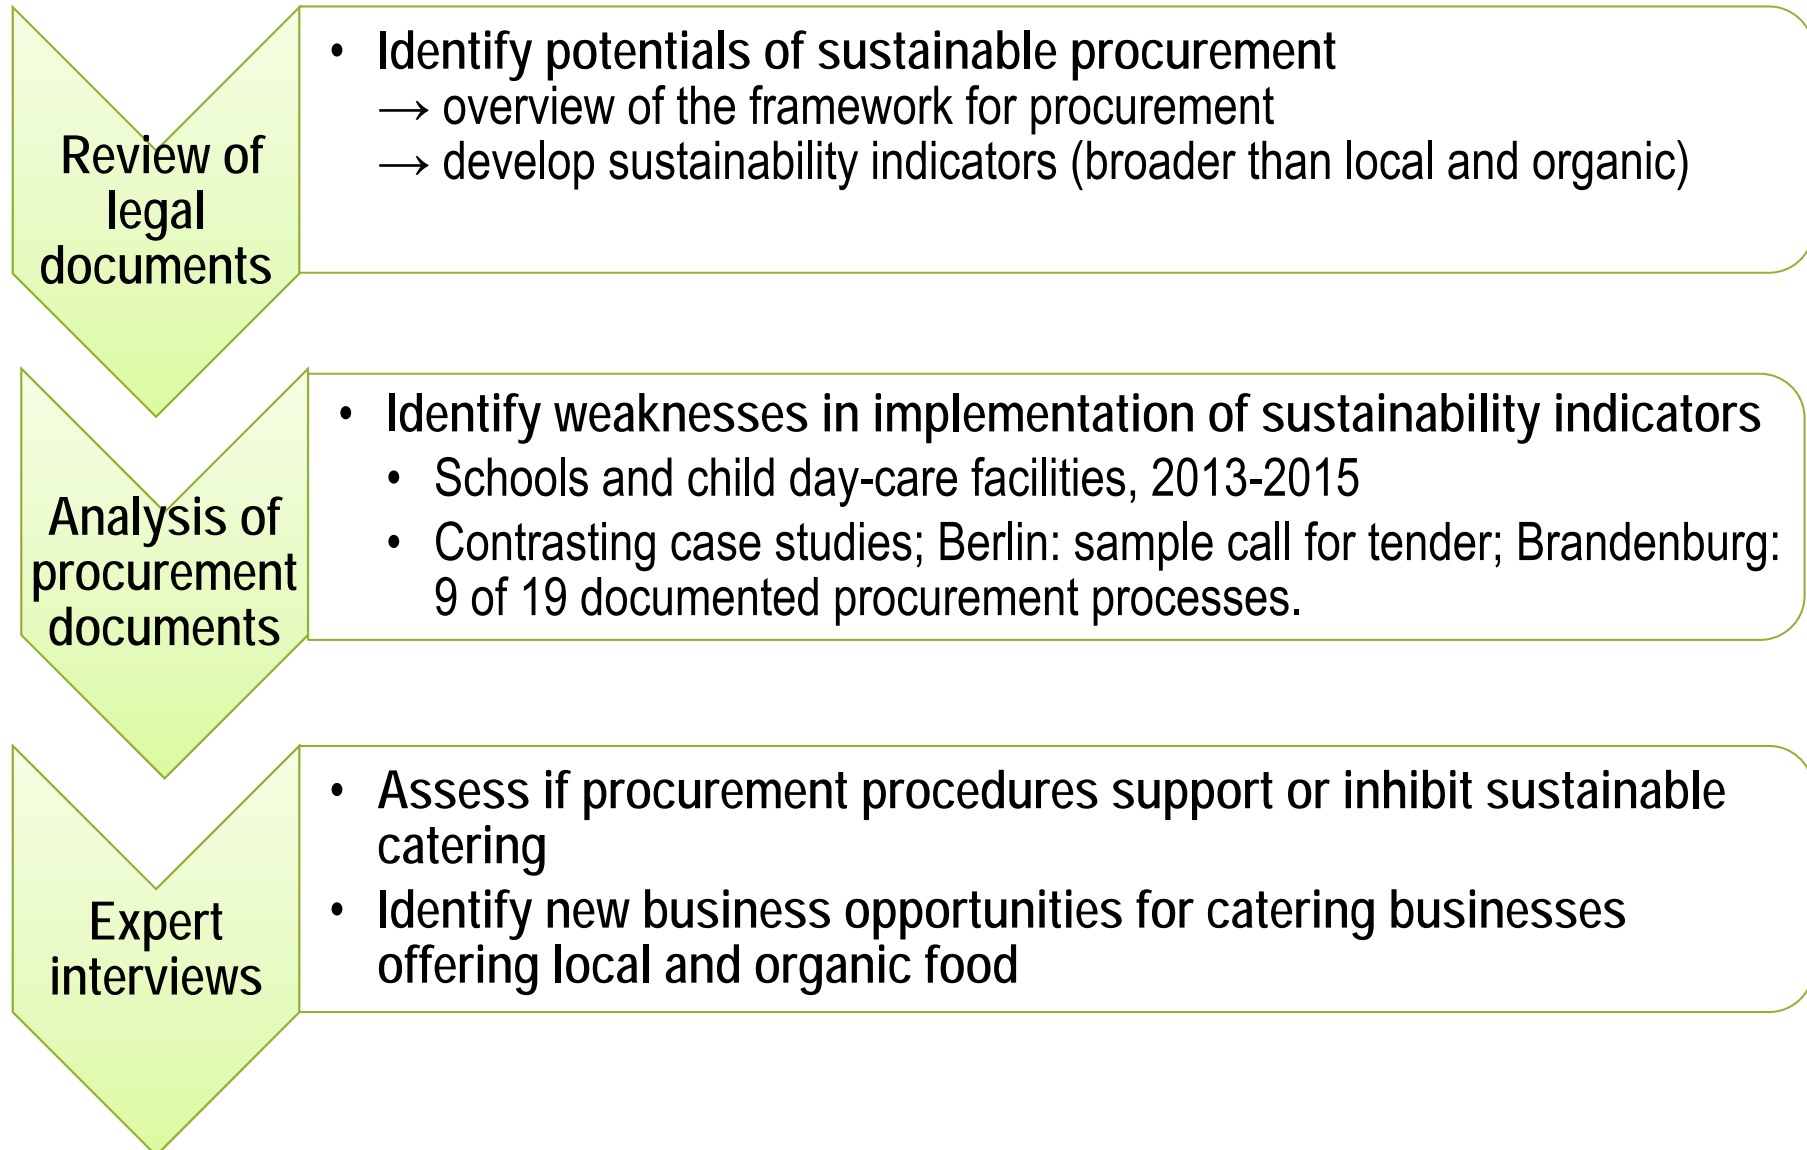 Review of
legal
documents
• Identify potentials of sustainable procurement
→ overview of the framework for procurement
→ develop sustainability indicators (broader than local and organic)
Analysis of
procurement
documents
• Identify weaknesses in implementation of sustainability indicators
• Schools and child day-care facilities, 2013-2015
• Contrasting case studies; Berlin: sample call for tender; Brandenburg:
9 of 19 documented procurement processes.
Expert
interviews
• Assess if procurement procedures support or inhibit sustainable
catering
• Identify new business opportunities for catering businesses
offering local and organic food